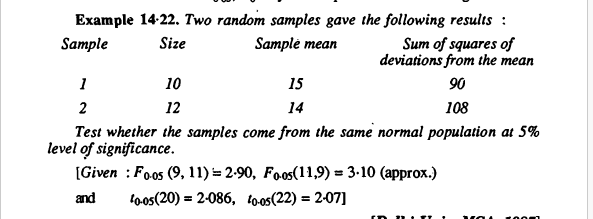 Example 14·22. Two random samples gave the following results :
Sample Size Sample mean Sum of squares of
deviations from the mean
1 10 15 90
2 12 14 108
Test whether the samples come from the same normal population at 5%
level of significance.
[Given : F0·05 (9, 11) = 2·90, F0·05(11,9) = 3·10 (approx.)
and t0·05(20) = 2·086, t0·05(22) = 2·07]